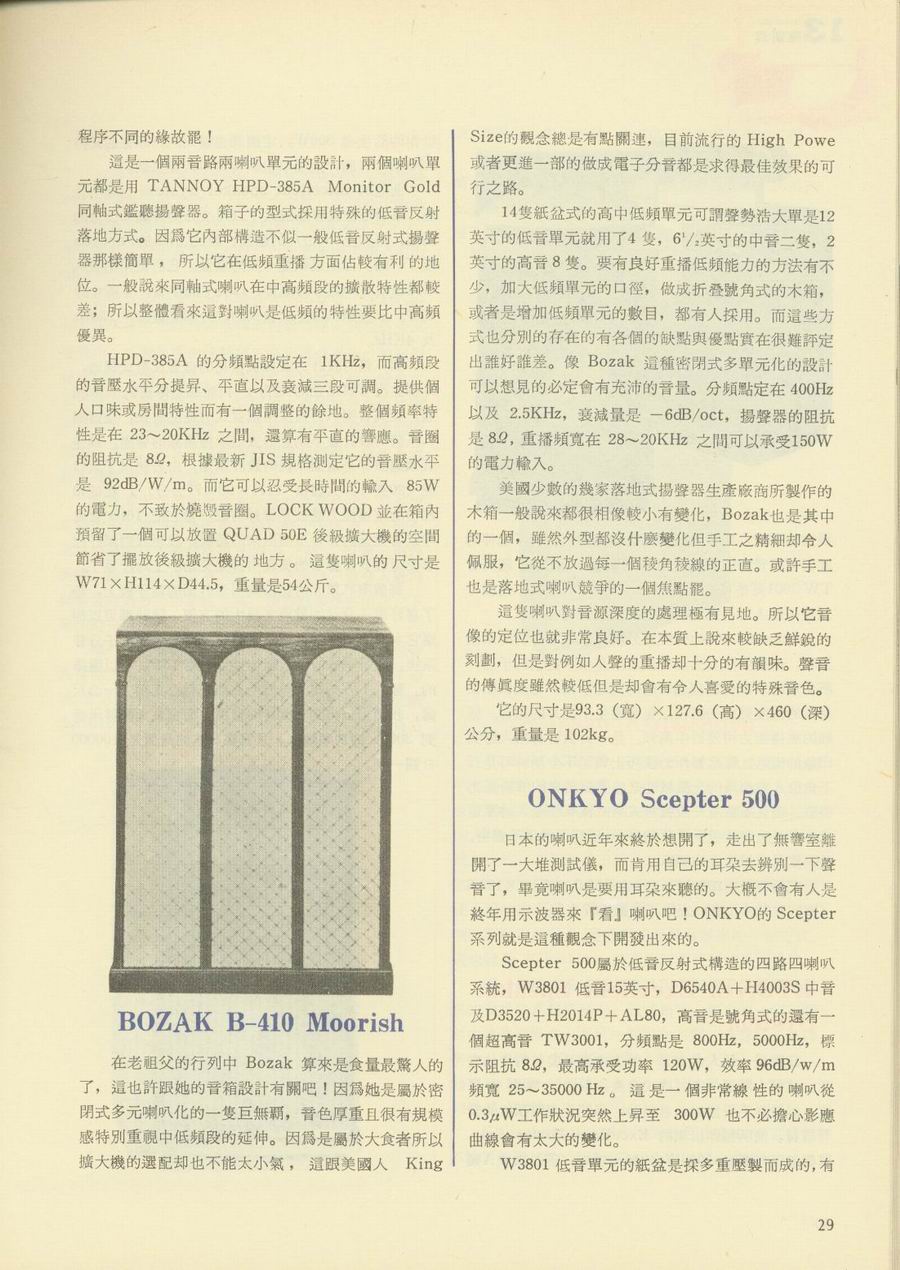 程序不同的緣故罷！
這是一個兩音路兩喇叭單元的設計，兩個喇叭單
元都是用 TANNOY HPD-385A Monitor Gold
同軸式鑑聽揚聲器。箱子的型式採用特殊的低音反射
落地方式。因爲它內部構造不似一般低音反射式揚聲
器那樣簡單，所以它在低頻重播方面佔較有利的地
位。一般說來同軸式喇叭在中高頻段的擴散特性都較
差；所以整體看來這對喇叭是低頻的特性要比中高頻
優異。
HPD-385A 的分頻點設定在 1KHz，而高頻段
的音壓水平分提昇、平直以及衰減三段可調。提供個
人口味或房間特性而有一個調整的餘地。整個頻率特
性是在 23～20KHz 之間，還算有平直的響應。音圈
的阻抗是 8Ω，根據最新 JIS 規格測定它的音壓水平
是 92dB/W/m。而它可以忍受長時間的輸入 85W
的電力，不致於燒毀音圈。LOCK WOOD 並在箱內
預留了一個可以放置 QUAD 50E 後級擴大機的空間
節省了擺放後級擴大機的地方。這隻喇叭的尺寸是
W71×H114×D44.5，重量是54公斤。
BOZAK B-410 Moorish
在老祖父的行列中 Bozak 算來是食量最驚人的
了，這也許跟她的音箱設計有關吧！因爲她是屬於密
閉式多元喇叭化的一隻巨無覇，音色厚重且很有規模
感特別重視中低頻段的延伸。因爲是屬於大食者所以
擴大機的選配却也不能太小氣，這跟美國人 King
Size的觀念總是有點關連，目前流行的 High Powe
或者更進一部的做成電子分音都是求得最佳效果的可
行之路。
14隻紙盆式的高中低頻單元可謂聲勢浩大單是12
英寸的低音單元就用了4 隻，6¹/₂英寸的中音二隻，2
英寸的高音 8 隻。要有良好重播低頻能力的方法有不
少，加大低頻單元的口徑，做成折叠號角式的木箱，
或者是增加低頻單元的數目，都有人採用。而這些方
式也分別的存在的有各個的缺點與優點實在很難評定
出誰好誰差。像 Bozak 這種密閉式多單元化的設計
可以想見的必定會有充沛的音量。分頻點定在 400Hz
以及 2.5KHz，衰減量是 －6dB/oct，揚聲器的阻抗
是 8Ω，重播頻寬在 28～20KHz 之間可以承受150W
的電力輸入。
美國少數的幾家落地式揚聲器生產廠商所製作的
木箱一般說來都很相像較小有變化，Bozak也是其中
的一個，雖然外型都沒什麼變化但手工之精細却令人
佩服，它從不放過每一個稜角稜線的正直。或許手工
也是落地式喇叭競爭的一個焦點罷。
這隻喇叭對音源深度的處理極有見地。所以它音
像的定位也就非常良好。在本質上說來較缺乏鮮銳的
刻劃，但是對例如人聲的重播却十分的有韻味。聲音
的傳眞度雖然較低但是却會有令人喜愛的特殊音色。
它的尺寸是93.3（寬）×127.6（高）×460（深）
公分，重量是 102kg。
ONKYO Scepter 500
日本的喇叭近年來終於想開了，走出了無響室離
開了一大堆測試儀，而肯用自己的耳朶去辨別一下聲
音了，畢竟喇叭是要用耳朶來聽的。大概不會有人是
終年用示波器來『看』喇叭吧！ONKYO的 Scepter
系列就是這種觀念下開發出來的。
Scepter 500屬於低音反射式構造的四路四喇叭
系統，W3801 低音15英寸，D6540A＋H4003S 中音
及D3520＋H2014P＋AL80，高音是號角式的還有一
個超高音 TW3001，分頻點是 800Hz，5000Hz，標
示阻抗 8Ω，最高承受功率 120W，效率 96dB/w/m
頻寬 25～35000 Hz。這是一個非常線性的喇叭從
0.3μW工作狀況突然上昇至 300W 也不必擔心影應
曲線會有太大的變化。
W3801 低音單元的紙盆是採多重壓製而成的，有
29